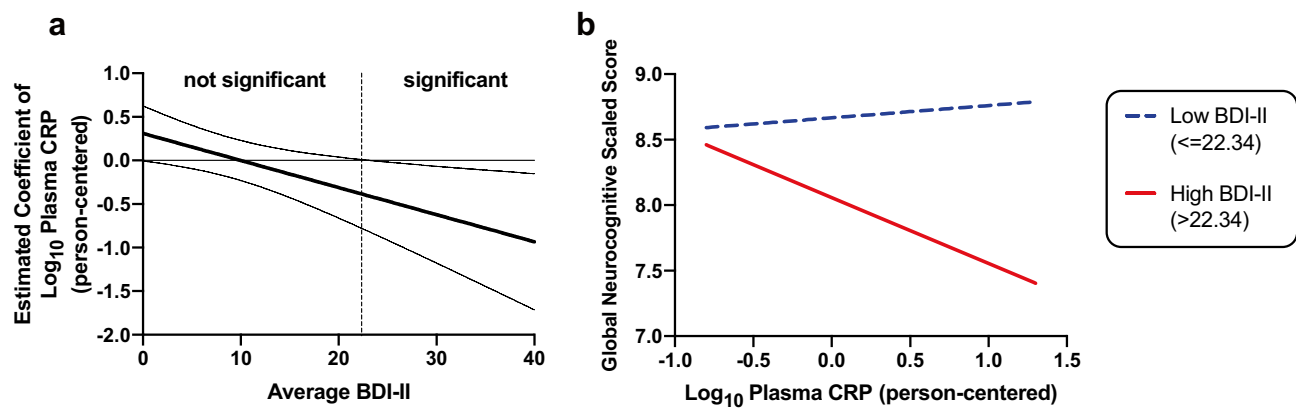 a
not significant
significant
Estimated Coefficient of
Log₁₀ Plasma CRP
(person-centered)
1.0
0.5
0.0
-0.5
-1.0
-1.5
-2.0
0
10
20
30
40
Average BDI-II
b
Global Neurocognitive Scaled Score
9.0
8.5
8.0
7.5
7.0
-1.0
-0.5
0.0
0.5
1.0
1.5
Log₁₀ Plasma CRP (person-centered)
Low BDI-II
(<=22.34)
High BDI-II
(>22.34)